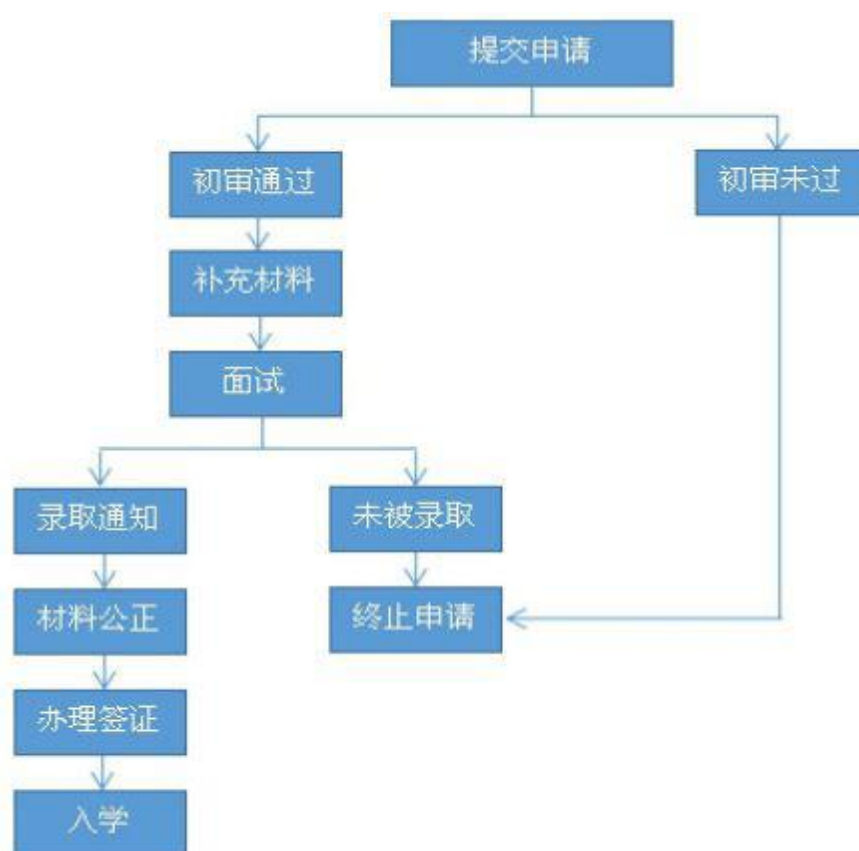 提交申请
初审通过
初审未过
补充材料
面试
录取通知
未被录取
材料公正
终止申请
办理签证
入学